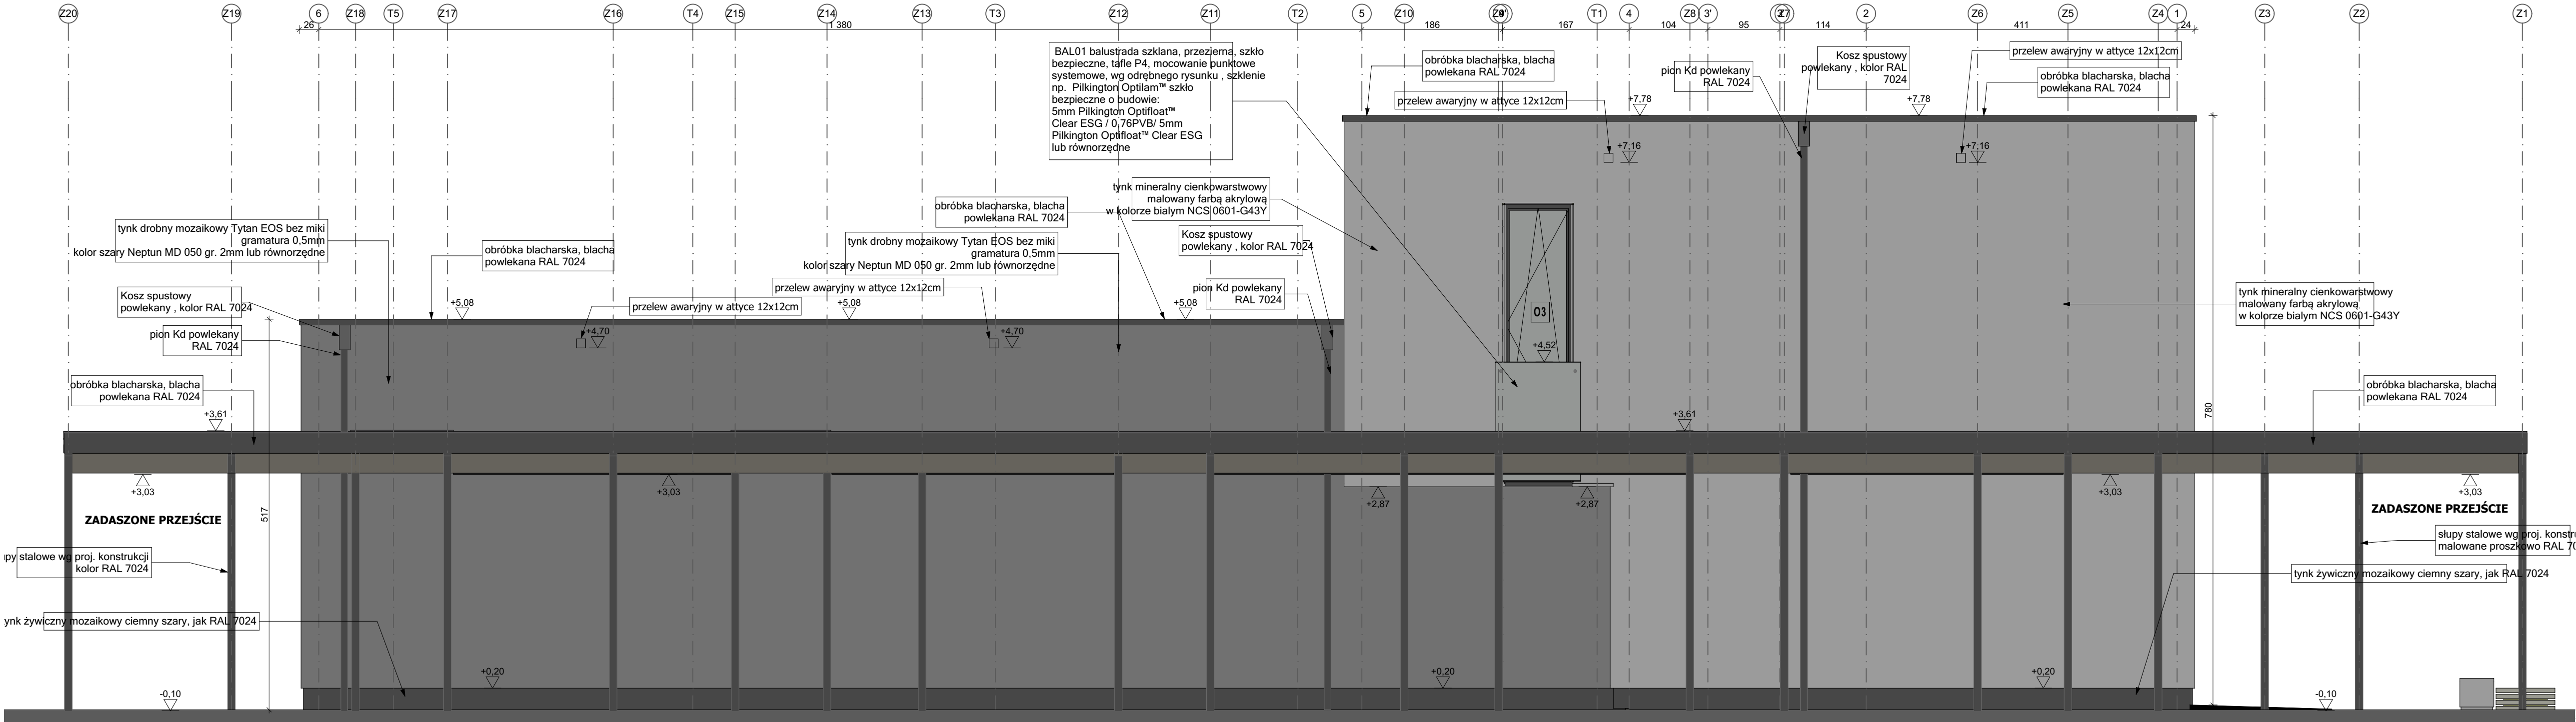 Z20
Z19
6
Z18
T5
Z17
Z16
T4
Z15
Z14
Z13
T3
Z12
Z11
T2
5
Z10
T1
4
Z8
3'
2
Z6
Z5
Z4
1
Z3
Z2
Z1
26
1 380
186
167
104
95
114
411
24
BAL01 balustrada szklana, przezierna, szkło
bezpieczne, tafle P4, mocowanie punktowe
systemowe, wg odrębnego rysunku , szklenie
np. Pilkington Optilam™ szkło
bezpieczne o budowie:
5mm Pilkington Optifloat™
Clear ESG / 0,76PVB/ 5mm
Pilkington Optifloat™ Clear ESG
lub równorzędne
obróbka blacharska, blacha
powlekana RAL 7024
przelew awaryjny w attyce 12x12cm
pion Kd powlekany
RAL 7024
Kosz spustowy
powlekany , kolor RAL
7024
przelew awaryjny w attyce 12x12cm
obróbka blacharska, blacha
powlekana RAL 7024
+7,78
+7,78
+7,16
+7,16
tynk mineralny cienkowarstwowy
malowany farbą akrylową
w kolorze bialym NCS 0601-G43Y
obróbka blacharska, blacha
powlekana RAL 7024
tynk drobny mozaikowy Tytan EOS bez miki
gramatura 0,5mm
kolor szary Neptun MD 050 gr. 2mm lub równorzędne
obróbka blacharska, blacha
powlekana RAL 7024
tynk drobny mozaikowy Tytan EOS bez miki
gramatura 0,5mm
kolor szary Neptun MD 050 gr. 2mm lub równorzędne
Kosz spustowy
powlekany , kolor RAL 7024
Kosz spustowy
powlekany , kolor RAL 7024
przelew awaryjny w attyce 12x12cm
przelew awaryjny w attyce 12x12cm
pion Kd powlekany
RAL 7024
tynk mineralny cienkowarstwowy
malowany farbą akrylową
w kolorze bialym NCS 0601-G43Y
+5,08
+5,08
+5,08
O3
pion Kd powlekany
RAL 7024
+4,70
+4,70
+4,52
obróbka blacharska, blacha
powlekana RAL 7024
obróbka blacharska, blacha
powlekana RAL 7024
+3,61
+3,61
780
+3,03
+3,03
+3,03
+3,03
+2,87
+2,87
517
ZADASZONE PRZEJŚCIE
ZADASZONE PRZEJŚCIE
stalowe wg proj. konstrukcji
kolor RAL 7024
słupy stalowe wg proj.
malowane proszkowo RAL
tynk żywiczny mozaikowy ciemny szary, jak RAL 7024
żywiczny mozaikowy ciemny szary, jak RAL 7024
+0,20
+0,20
+0,20
-0,10
-0,10